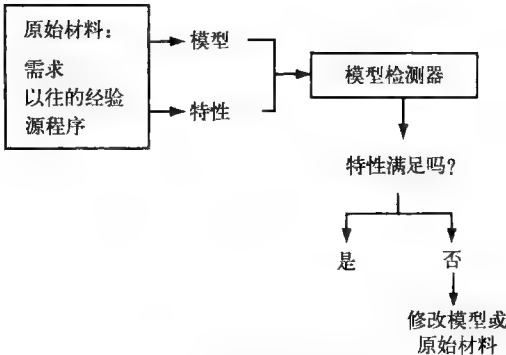 原始材料：
需求
以往的经验
源程序
模型
特性
模型检测器
特性满足吗?
是
否
修改模型或
原始材料